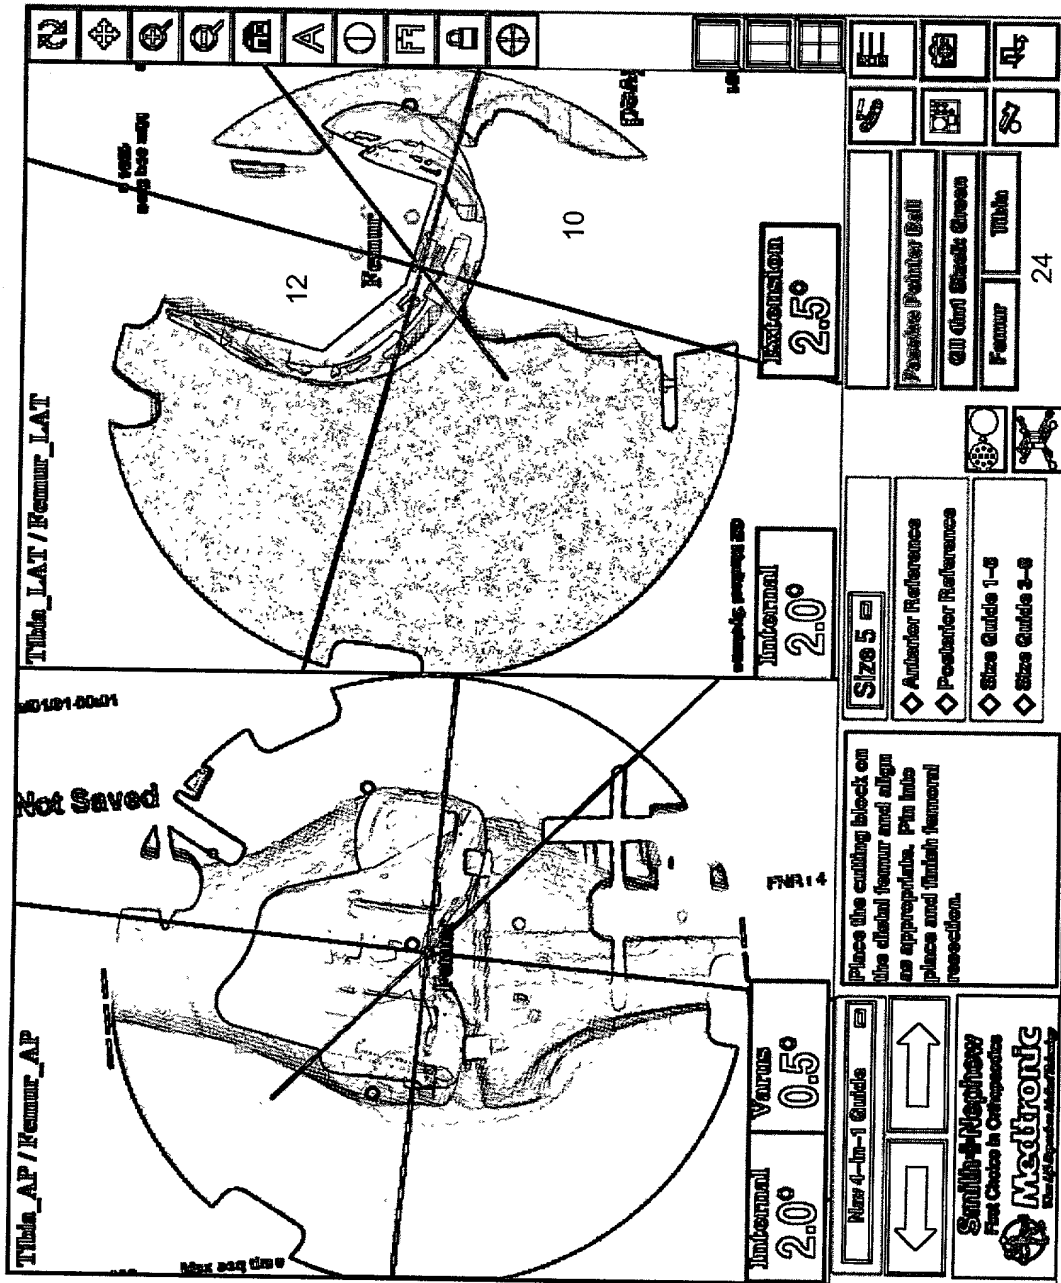 Tibia_AP / Femur_AP
Not Saved
Max acq time
Femur
FNR: 4
Internal
2.0°
Varus
0.5°
Tibia_LAT / Femur_LAT
12
Femur
10
Internal
2.0°
Extension
2.5°
Nav 4-in-1 Guide
Smith+Nephew
First Choice in Orthopaedics
Medtronic
Place the cutting block on
the distal femur and align
as appropriate. Pin into
place and finish femoral
resection.
Size 5
Anterior Reference
Posterior Reference
Size Guide 1-8
Size Guide 3-8
Passive Pointer Ball
Femur
Tibia
24